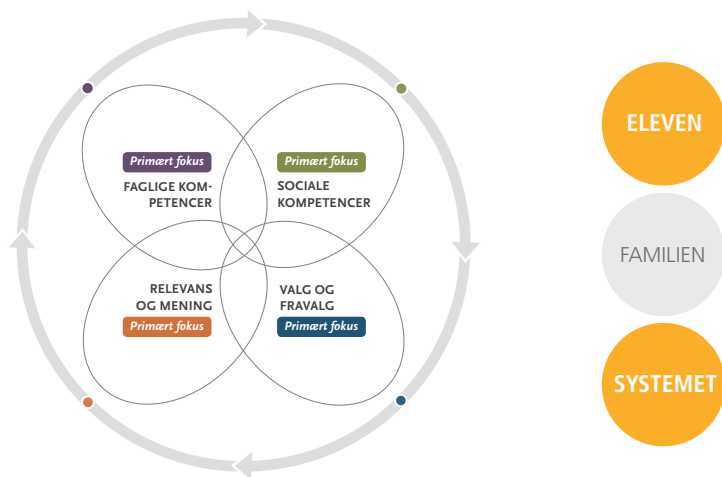 Primært fokus
FAGLIGE KOM-
PETENCER
Primært fokus
SOCIALE
KOMPETENCER
RELEVANS
OG MENING
Primært fokus
VALG OG
FRAVALG
Primært fokus
ELEVEN
FAMILIEN
SYSTEMET